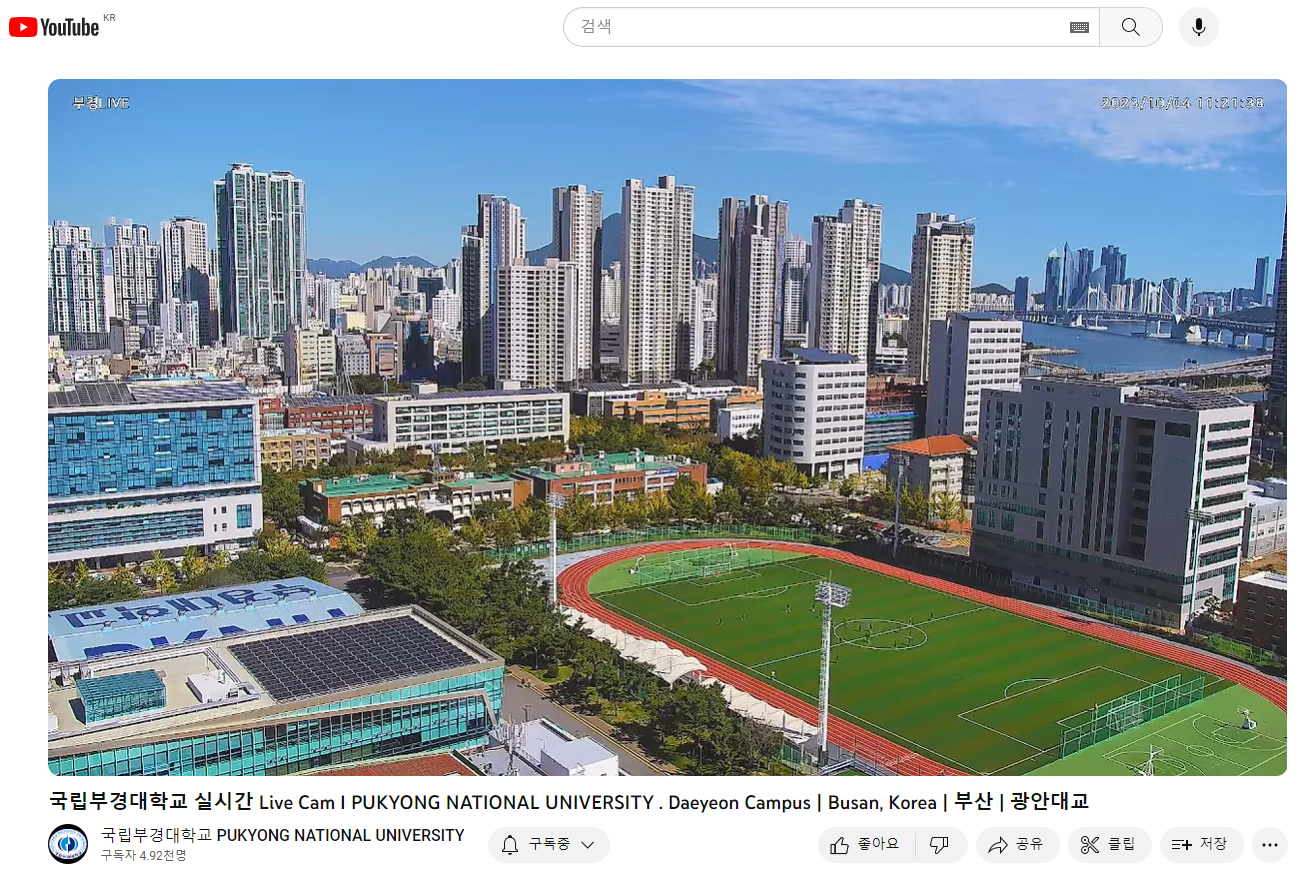 YouTube KR
검색
부경LIVE
2023/10/04 11:21:38
PKNU
국립부경대학교 실시간 Live Cam I PUKYONG NATIONAL UNIVERSITY . Daeyeon Campus | Busan, Korea | 부산 | 광안대교
국립부경대학교 PUKYONG NATIONAL UNIVERSITY
구독자 4.92천명
구독중
좋아요
공유
클립
저장